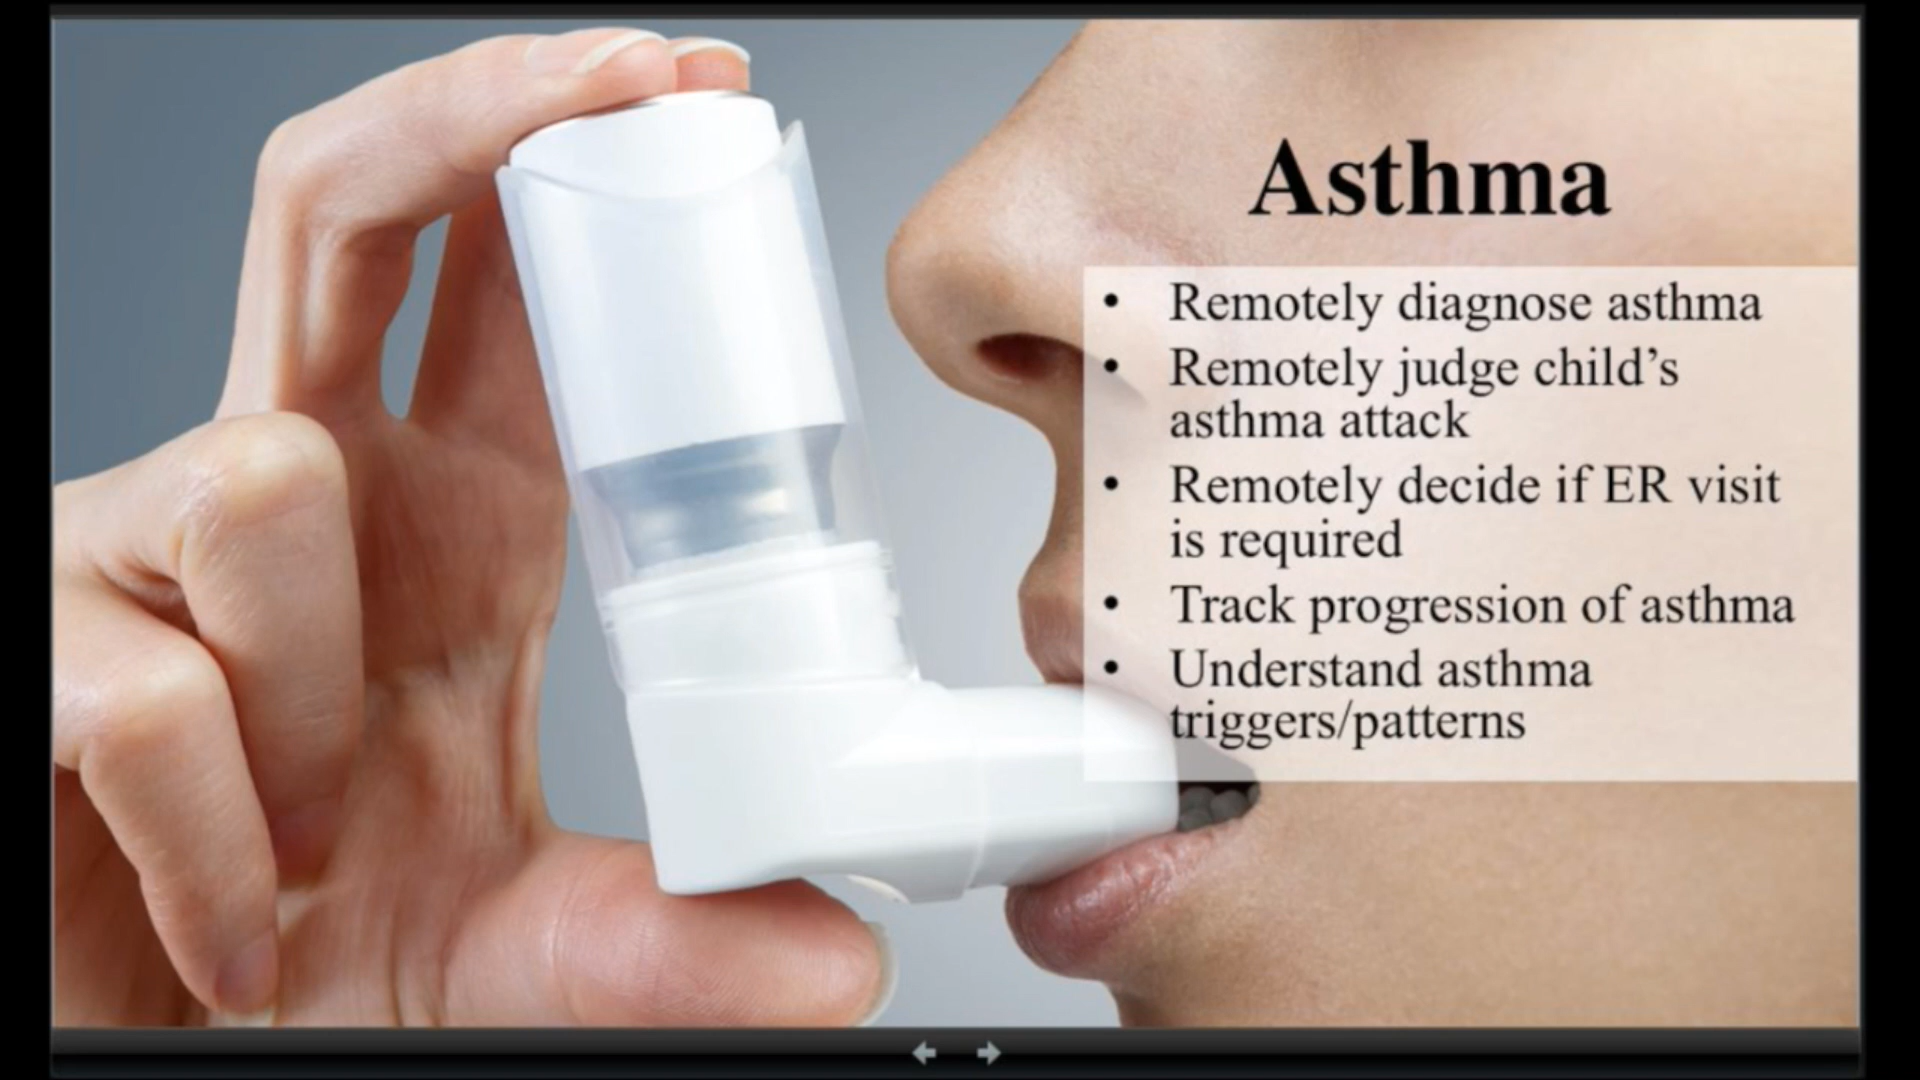 Asthma
• Remotely diagnose asthma
• Remotely judge child’s
asthma attack
• Remotely decide if ER visit
is required
• Track progression of asthma
• Understand asthma
triggers/patterns